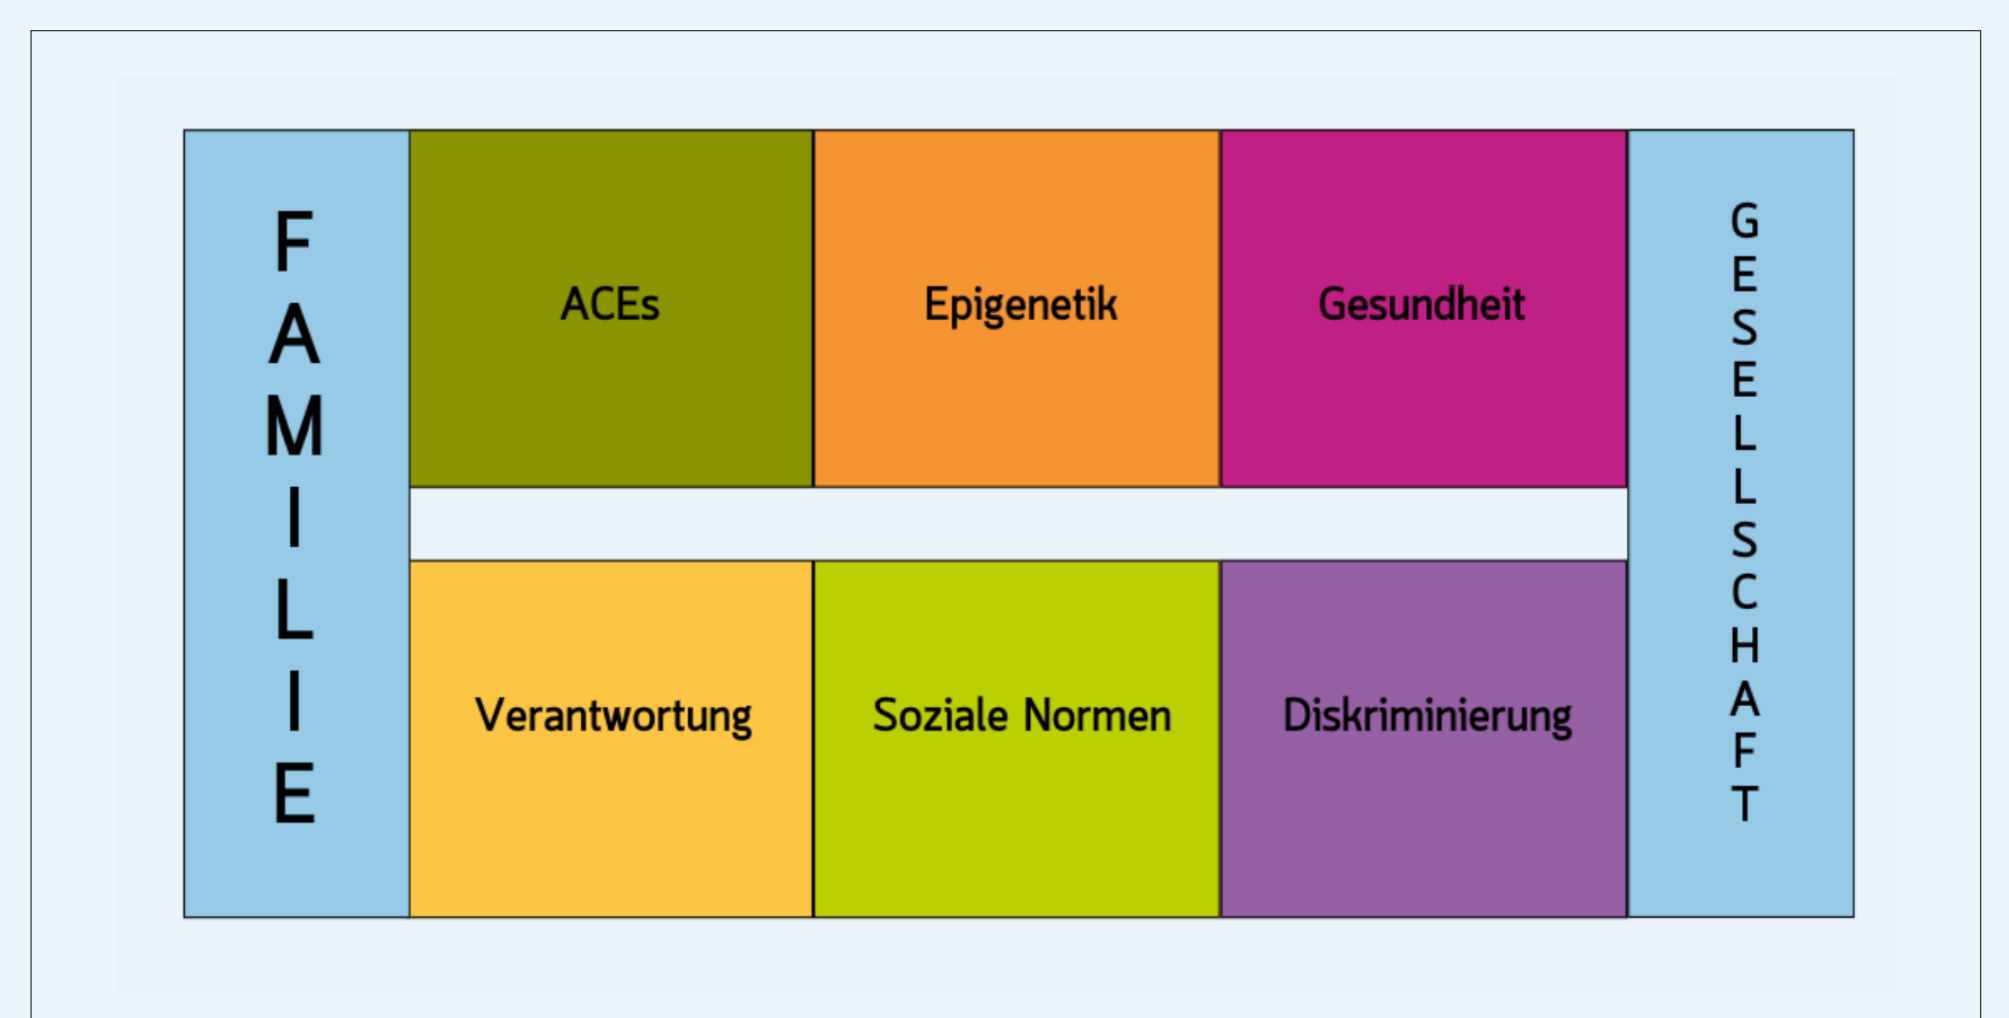 FAMILIE
ACEs
Epigenetik
Gesundheit
Verantwortung
Soziale Normen
Diskriminierung
GESELLSCHAFT